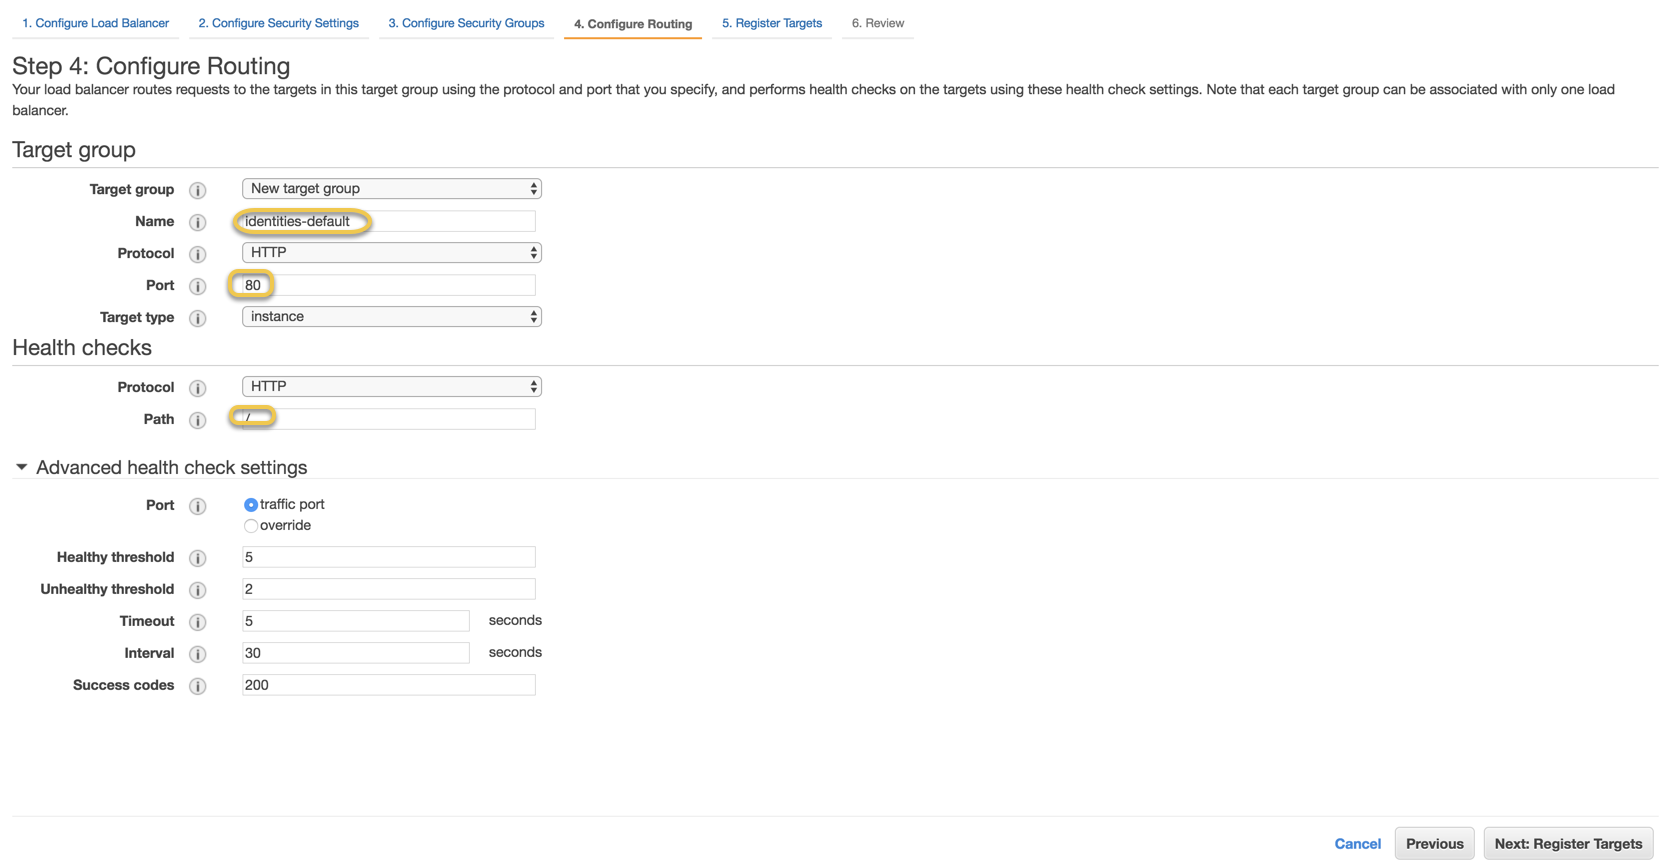 1. Configure Load Balancer 2. Configure Security Settings 3. Configure Security Groups 4. Configure Routing 5. Register Targets 6. Review
Step 4: Configure Routing
Your load balancer routes requests to the targets in this target group using the protocol and port that you specify, and performs health checks on the targets using these health check settings. Note that each target group can be associated with only one load
balancer.
Target group
Target group i New target group
Name i identities-default
Protocol i HTTP
Port i 80
Target type i instance
Health checks
Protocol i HTTP
Path i /
Advanced health check settings
Port i traffic port
override
Healthy threshold i 5
Unhealthy threshold i 2
Timeout i 5 seconds
Interval i 30 seconds
Success codes i 200
Cancel Previous Next: Register Targets